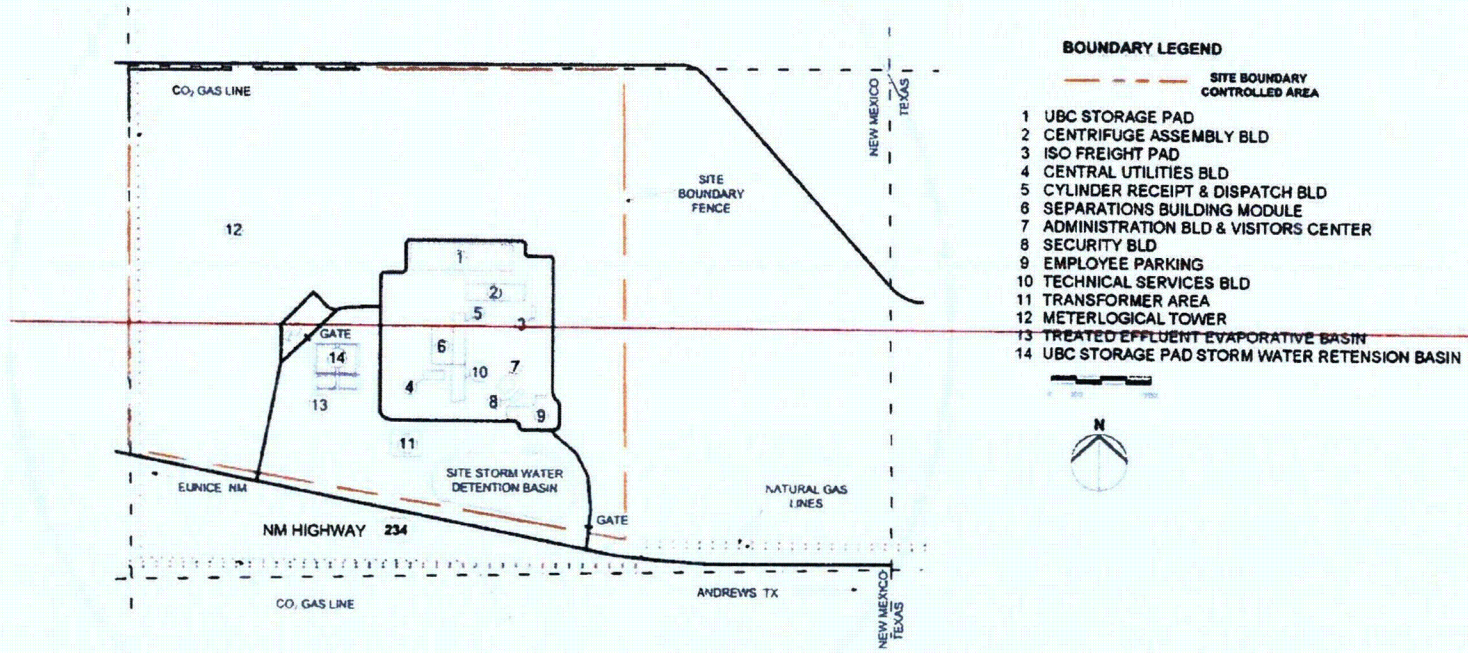 CO₂ GAS LINE
12
1
2
5
3
GATE
6
14
10
7
4
8
13
9
11
SITE
BOUNDARY
FENCE
NEW MEXICO
TEXAS
SITE STORM WATER
DETENTION BASIN
EUNICE NM
NM HIGHWAY 234
GATE
NATURAL GAS
LINES
CO₂ GAS LINE
ANDREWS TX
NEW MEXICO
TEXAS
BOUNDARY LEGEND
SITE BOUNDARY
CONTROLLED AREA
1 UBC STORAGE PAD
2 CENTRIFUGE ASSEMBLY BLD
3 ISO FREIGHT PAD
4 CENTRAL UTILITIES BLD
5 CYLINDER RECEIPT & DISPATCH BLD
6 SEPARATIONS BUILDING MODULE
7 ADMINISTRATION BLD & VISITORS CENTER
8 SECURITY BLD
9 EMPLOYEE PARKING
10 TECHNICAL SERVICES BLD
11 TRANSFORMER AREA
12 METERLOGICAL TOWER
13 TREATED EFFLUENT EVAPORATIVE BASIN
14 UBC STORAGE PAD STORM WATER RETENSION BASIN
N